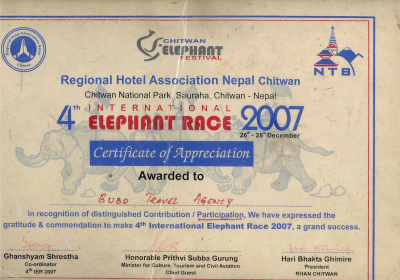 CHITWAN
ELEPHANT
FESTIVAL
NTB
Regional Hotel Association Nepal Chitwan
Chitwan National Park, Sauraha, Chitwan - Nepal
4th INTERNATIONAL
ELEPHANT RACE 2007
26th - 28th December
Certificate of Appreciation
Awarded to
BUBO TRAVEL AGENCY
In recognition of distinguished Contribution / Participation, We have expressed the
gratitude & commendation to make 4th International Elephant Race 2007, a grand success.
Ghanshyam Shrestha
Co-ordinator
4th IER-2007
Honorable Prithvi Subba Gurung
Minister for Culture, Tourism and Civil Aviation
Chief Guest
Hari Bhakta Ghimire
President
RHAN CHITWAN